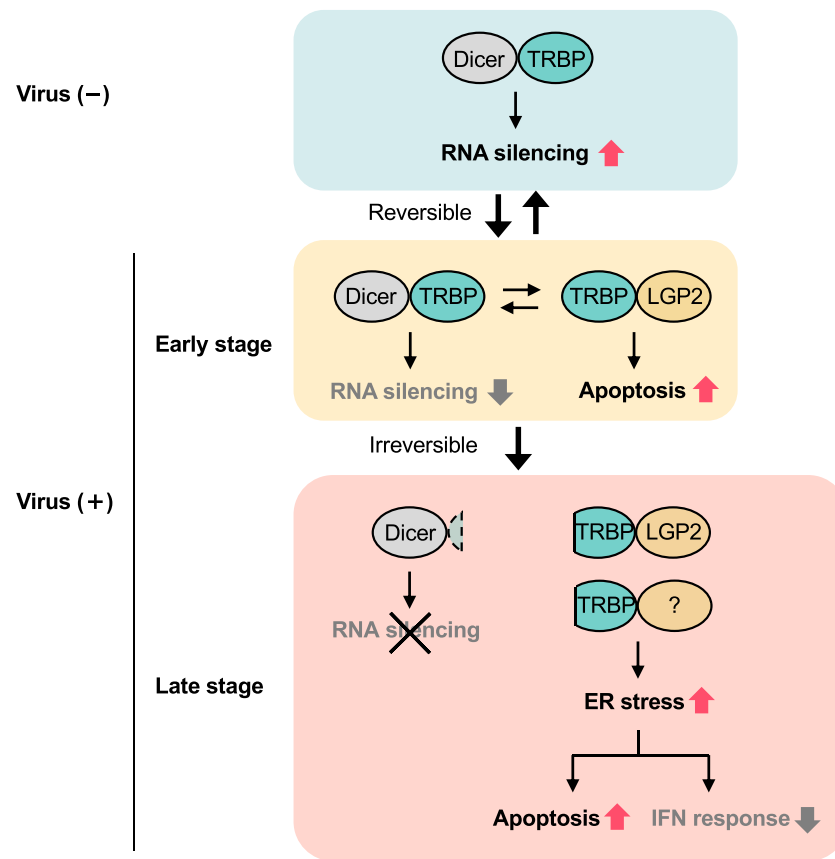 Virus (−)
Dicer TRBP
RNA silencing
Reversible
Early stage
Dicer TRBP
TRBP LGP2
RNA silencing
Apoptosis
Irreversible
Virus (+)
Late stage
Dicer
TRBP LGP2
TRBP ?
RNA silencing
ER stress
Apoptosis
IFN response